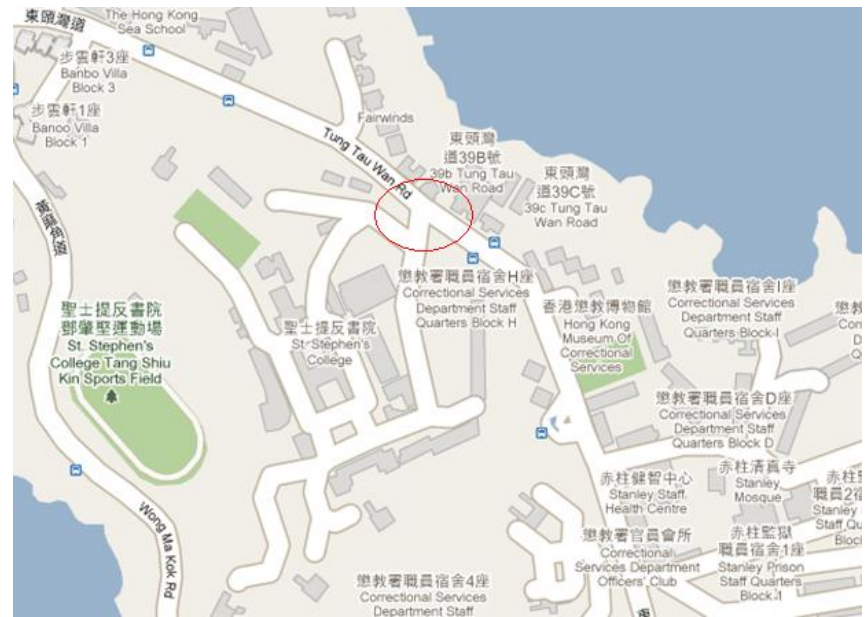 東頭灣道
The Hong Kong
Sea School
步雲軒3座
Banbo Villa
Block 3
步雲軒1座
Banoo Villa
Block 1
Fairwinds
Tung Tau Wan Rd
東頭灣
道39B號
39b Tung Tau
Wan Road
東頭灣
道39C號
39c Tung Tau
Wan Road
黃麻角道
懲教署職員宿舍H座
Correctional Services
Department Staff
Quarters Block H
香港懲教博物館
Hong Kong
Museum Of
Correctional
Services
懲教署職員宿舍I座
Correctional Services
Department Staff
Quarters Block I
聖士提反書院
鄧肇堅運動場
St. Stephen's
College Tang Shiu
Kin Sports Field
聖士提反書院
St. Stephen's
College
懲教署職員宿舍D座
Correctional Services
Department Staff
Quarters Block D
赤柱清真寺
Stanley
Mosque
赤柱健智中心
Stanley Staff
Health Centre
Wong Ma Kok Rd
懲教署官員會所
Correctional
Services Department
Officers' Club
赤柱監獄
職員宿舍1座
Stanley Prison
Staff Quarters
Block 1
懲教署職員宿舍4座
Correctional Services
Department Staff